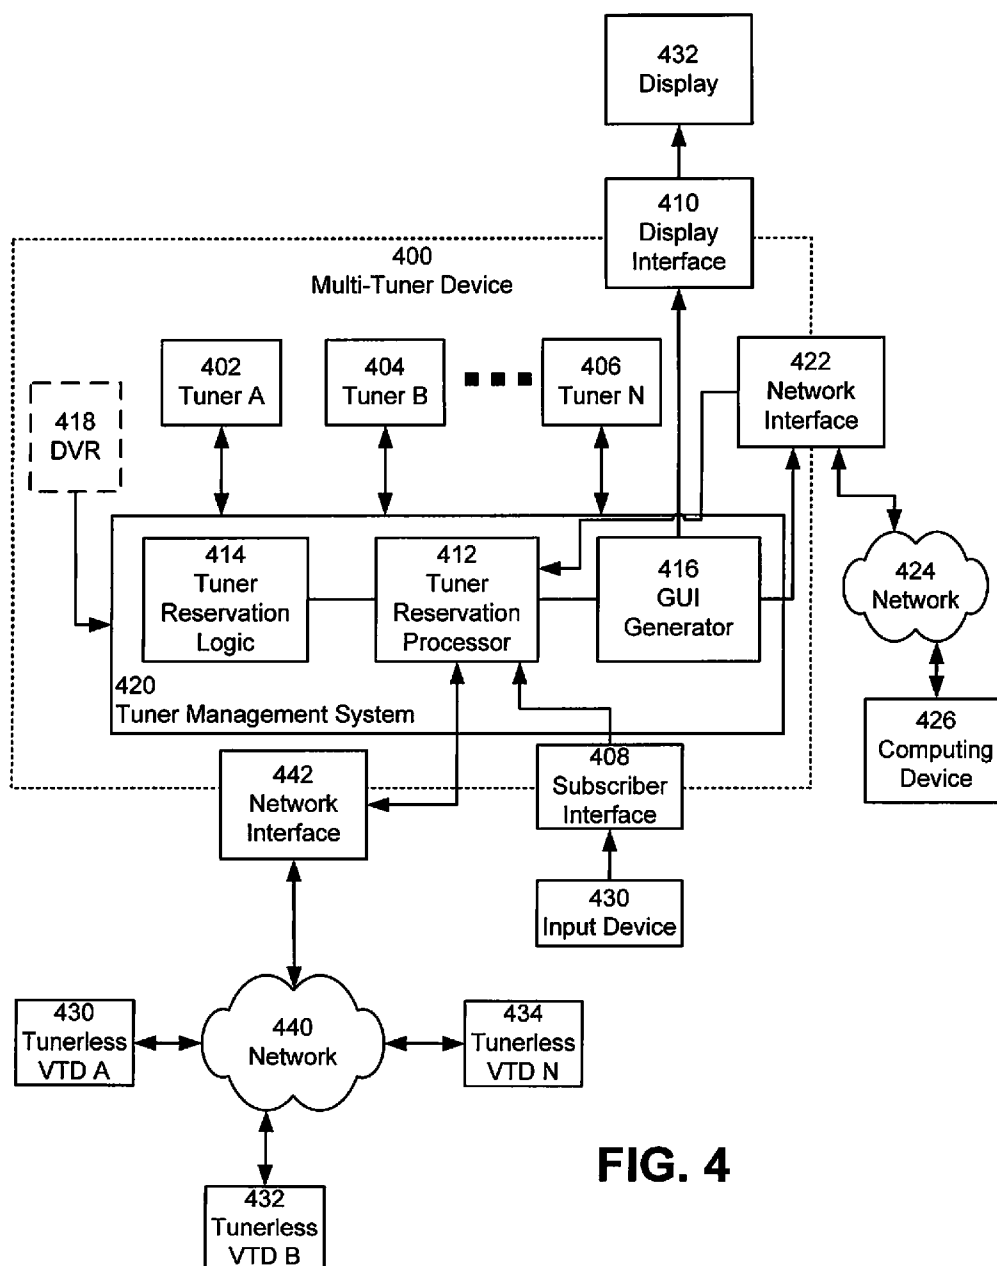 432
Display
410
Display
Interface
400
Multi-Tuner Device
402
Tuner A
404
Tuner B
406
Tuner N
422
Network
Interface
418
DVR
414
Tuner
Reservation
Logic
412
Tuner
Reservation
Processor
416
GUI
Generator
424
Network
420
Tuner Management System
426
Computing
Device
442
Network
Interface
408
Subscriber
Interface
430
Input Device
430
Tunerless
VTD A
440
Network
434
Tunerless
VTD N
432
Tunerless
VTD B
FIG. 4